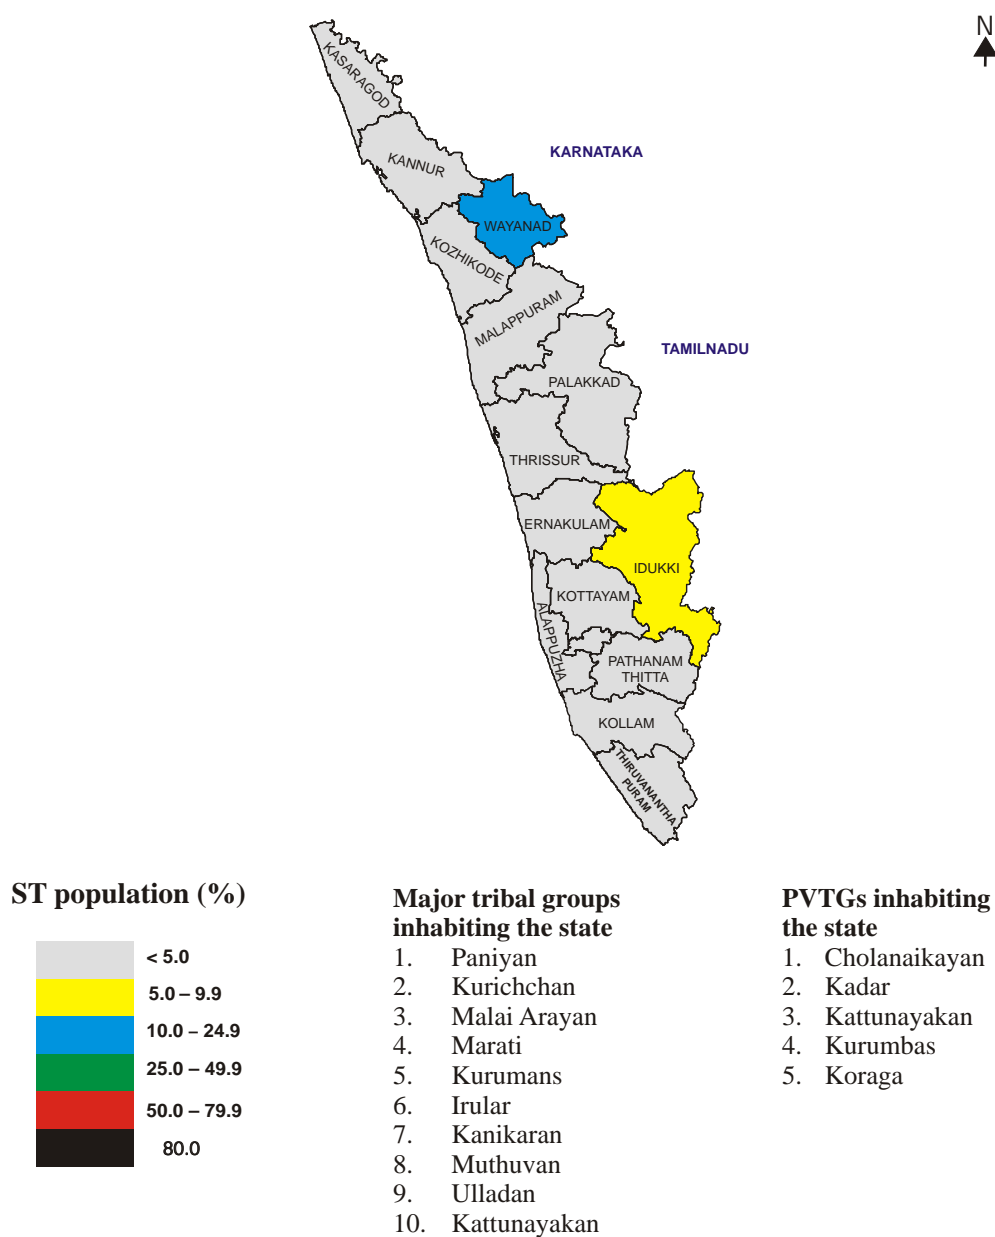 N
KASARAGOD
KANNUR
KARNATAKA
WAYANAD
KOZHIKODE
MALAPPURAM
TAMILNADU
PALAKKAD
THRISSUR
ERNAKULAM
IDUKKI
KOTTAYAM
ALAPPUZHA
PATHANAM
THITTA
KOLLAM
THIRUVANANTHA
PURAM
ST population (%)
< 5.0
5.0 – 9.9
10.0 – 24.9
25.0 – 49.9
50.0 – 79.9
80.0
Major tribal groups
inhabiting the state
1. Paniyan
2. Kurichchan
3. Malai Arayan
4. Marati
5. Kurumans
6. Irular
7. Kanikaran
8. Muthuvan
9. Ulladan
10. Kattunayakan
PVTGs inhabiting
the state
1. Cholanaikayan
2. Kadar
3. Kattunayakan
4. Kurumbas
5. Koraga